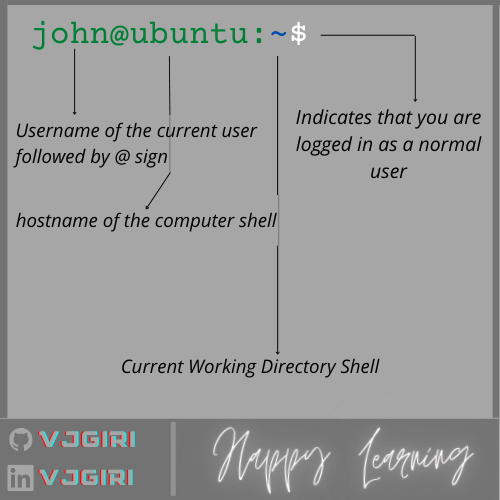 john@ubuntu:~$
Username of the current user
followed by @ sign
Indicates that you are
logged in as a normal
user
hostname of the computer shell
Current Working Directory Shell
VJGIRI
VJGIRI
Happy Learning